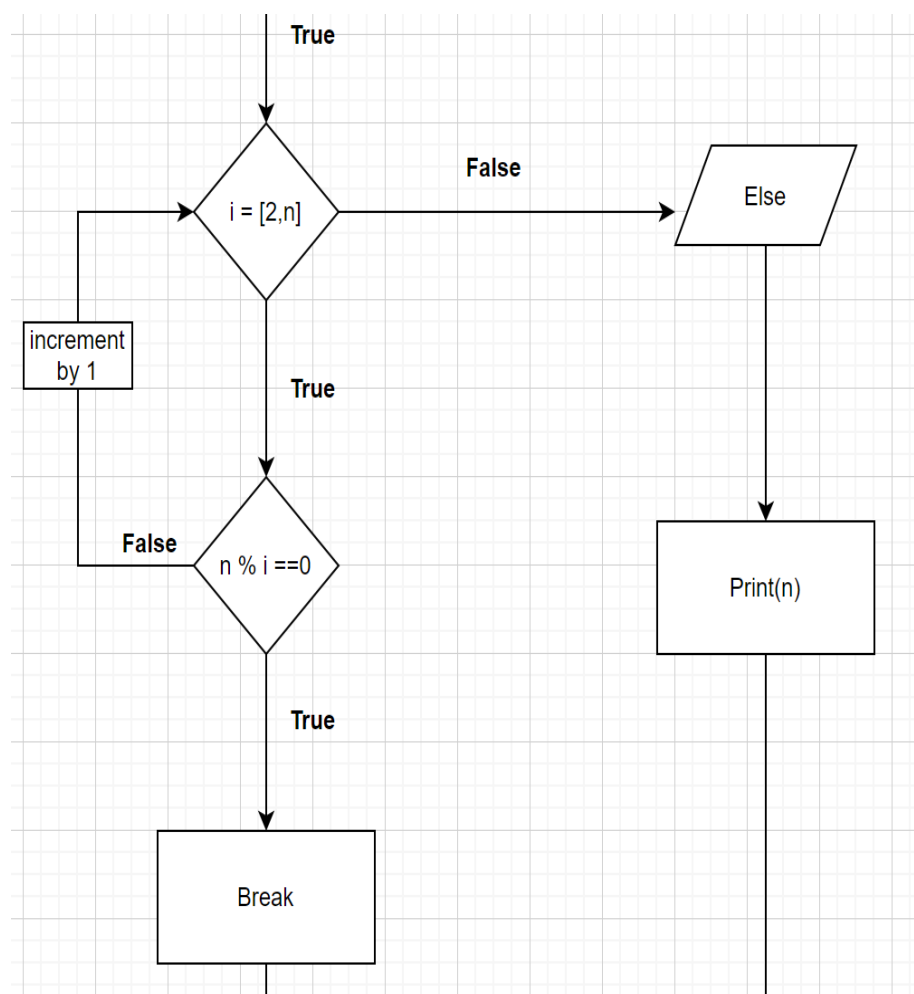 True
False
Else
i = [2,n]
increment
by 1
True
False
n % i ==0
Print(n)
True
Break